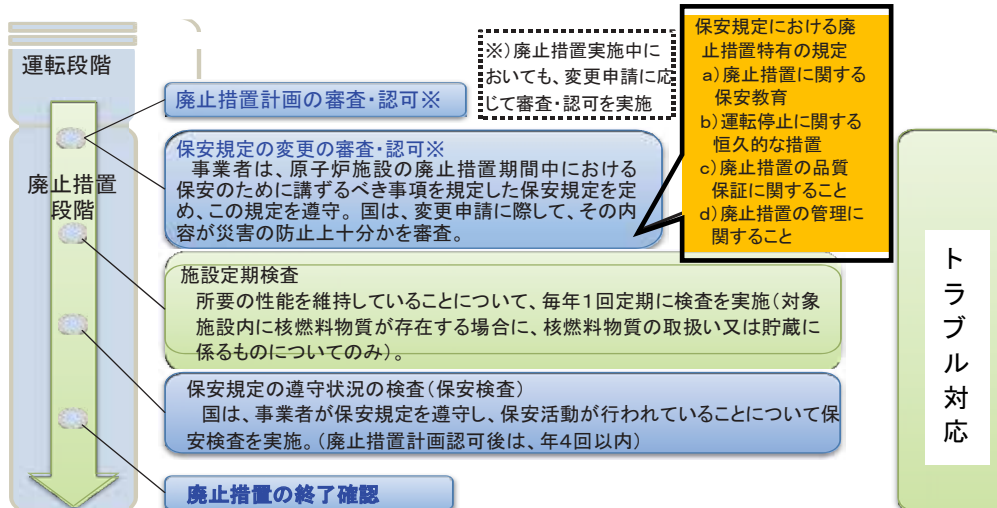 運転段階
廃止措置
段階
廃止措置計画の審査・認可※
※)廃止措置実施中に
おいても、変更申請に応
じて審査・認可を実施
保安規定における廃
止措置特有の規定
a)廃止措置に関する
保安教育
b)運転停止に関する
恒久的な措置
c)廃止措置の品質
保証に関すること
d)廃止措置の管理に
関すること
保安規定の変更の審査・認可※
事業者は、原子炉施設の廃止措置期間中における
保安のために講ずるべき事項を規定した保安規定を定
め、この規定を遵守。国は、変更申請に際して、その内
容が災害の防止上十分かを審査。
施設定期検査
所要の性能を維持していることについて、毎年1回定期に検査を実施(対象
施設内に核燃料物質が存在する場合に、核燃料物質の取扱い又は貯蔵に
係るものについてのみ)。
保安規定の遵守状況の検査(保安検査)
国は、事業者が保安規定を遵守し、保安活動が行われていることについて保
安検査を実施。(廃止措置計画認可後は、年4回以内)
廃止措置の終了確認
トラブル対応